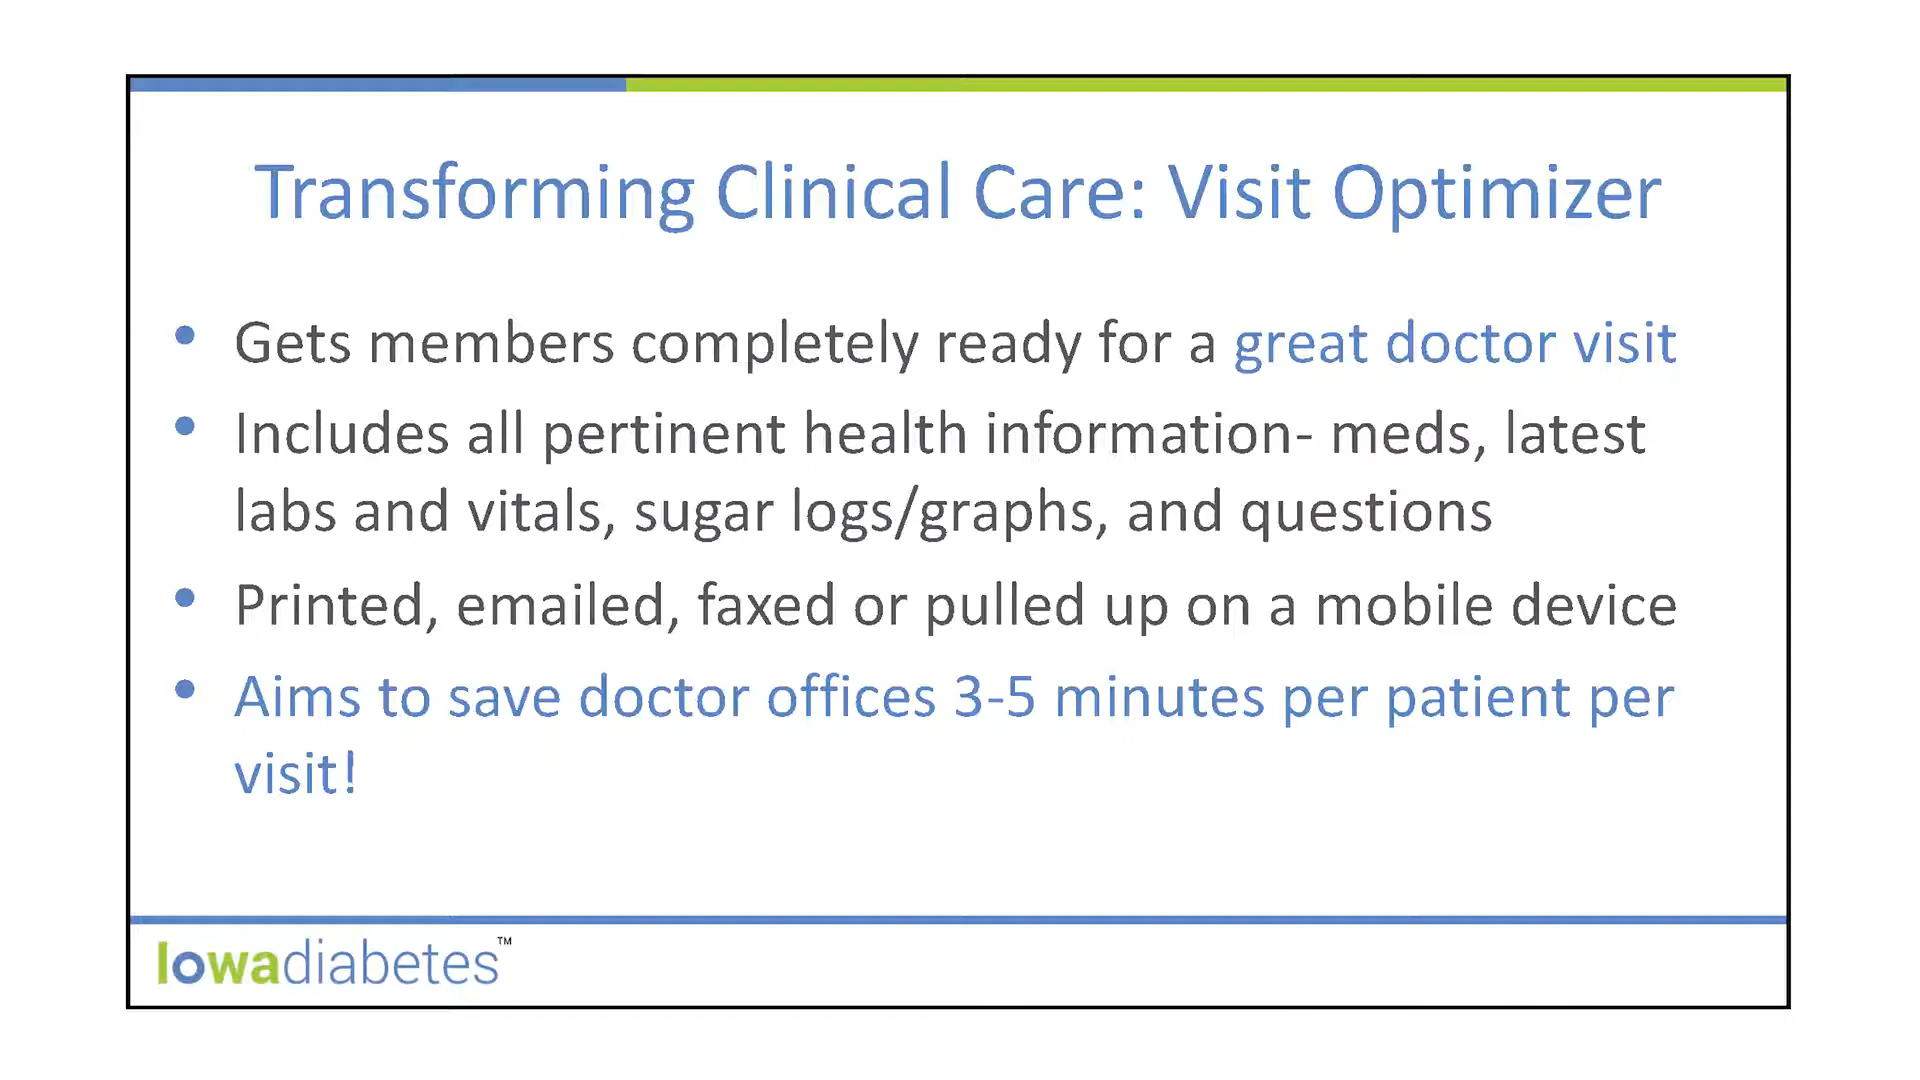 Transforming Clinical Care: Visit Optimizer
• Gets members completely ready for a great doctor visit
• Includes all pertinent health information- meds, latest
labs and vitals, sugar logs/graphs, and questions
• Printed, emailed, faxed or pulled up on a mobile device
• Aims to save doctor offices 3-5 minutes per patient per
visit!
Iowadiabetes™